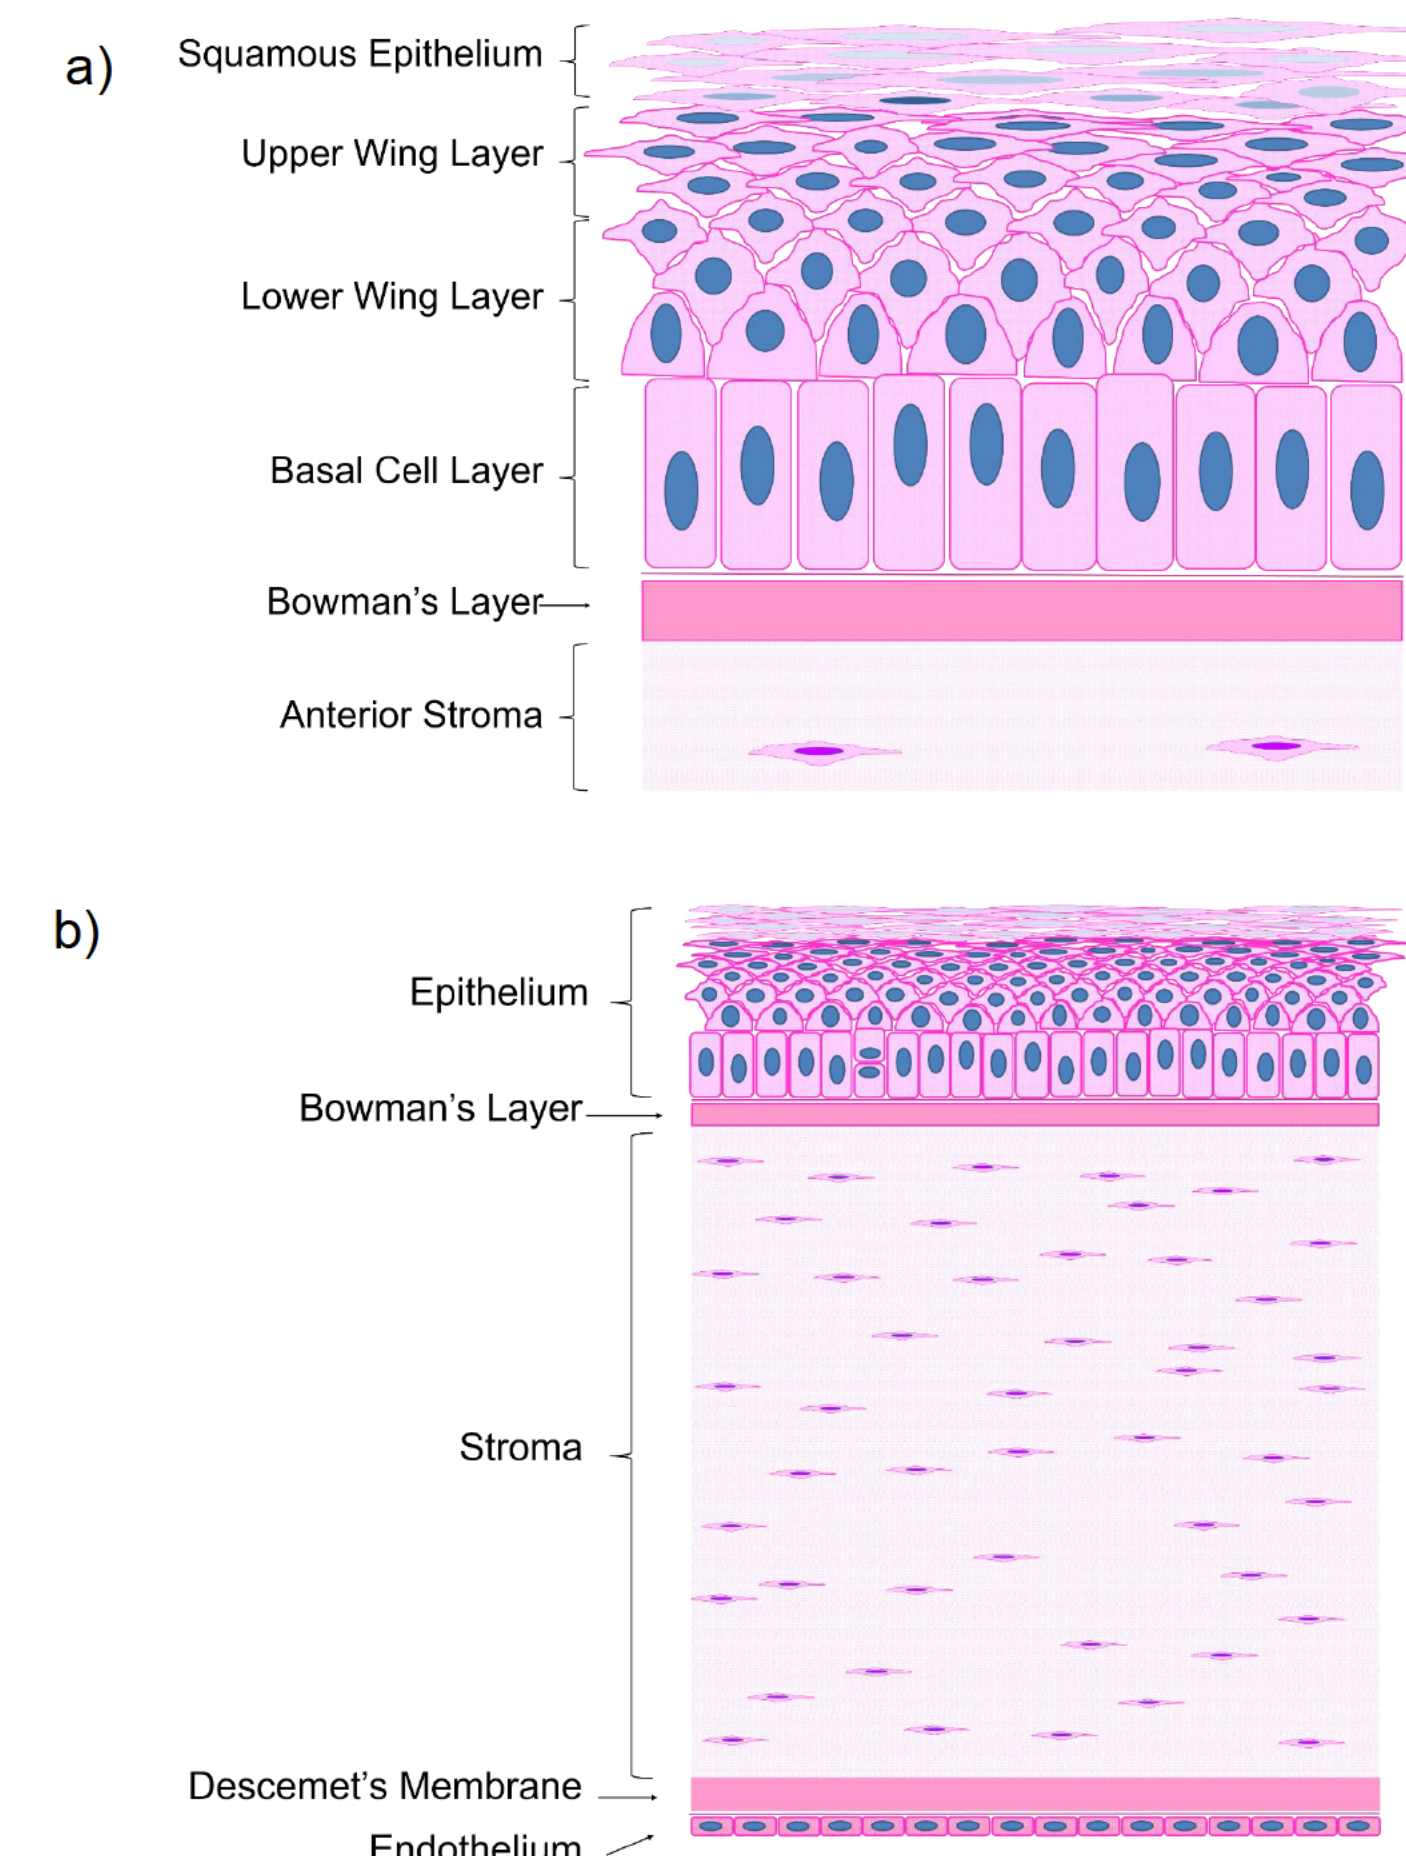 a)
Squamous Epithelium
Upper Wing Layer
Lower Wing Layer
Basal Cell Layer
Bowman’s Layer
Anterior Stroma
b)
Epithelium
Bowman’s Layer
Stroma
Descemet’s Membrane
Endothelium